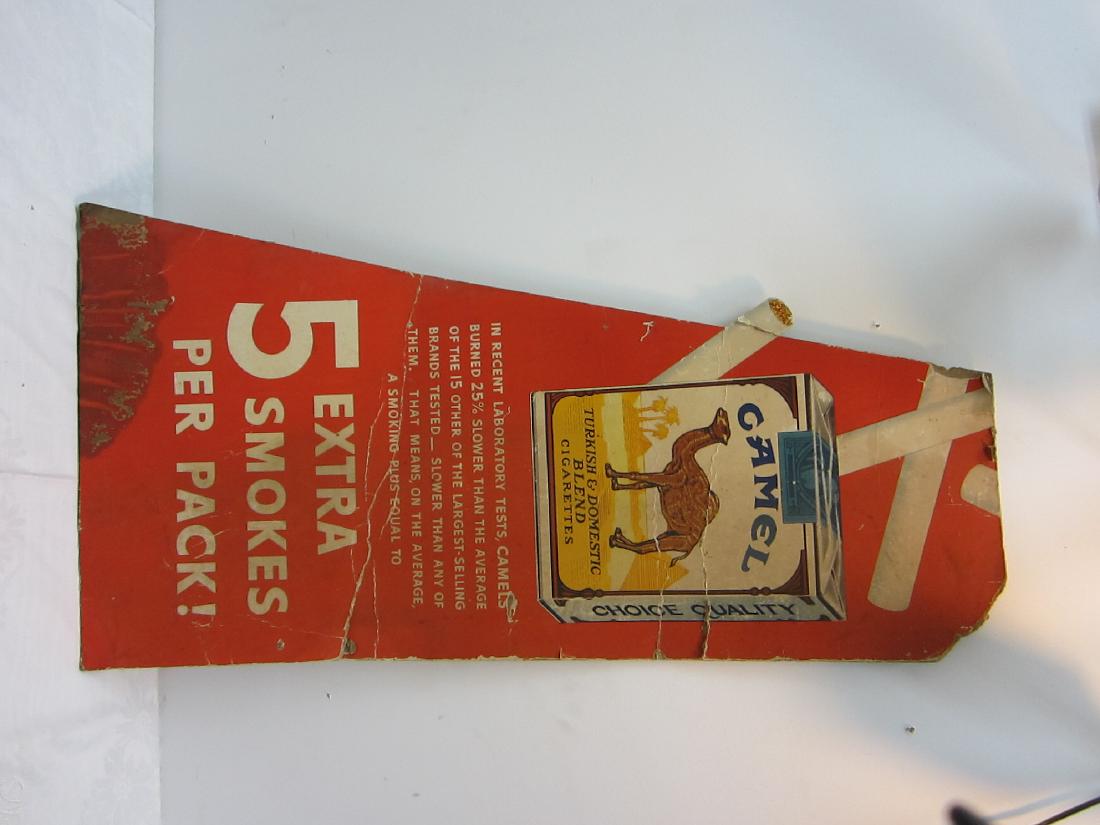 CAMEL
TURKISH & DOMESTIC
BLEND
CIGARETTES
CHOICE QUALITY
IN RECENT LABORATORY TESTS, CAMELS
BURNED 25% SLOWER THAN THE AVERAGE
OF THE 15 OTHER OF THE LARGEST-SELLING
BRANDS TESTED— SLOWER THAN ANY OF
THEM. THAT MEANS, ON THE AVERAGE,
A SMOKING PLUS EQUAL TO
5 EXTRA
SMOKES
PER PACK!